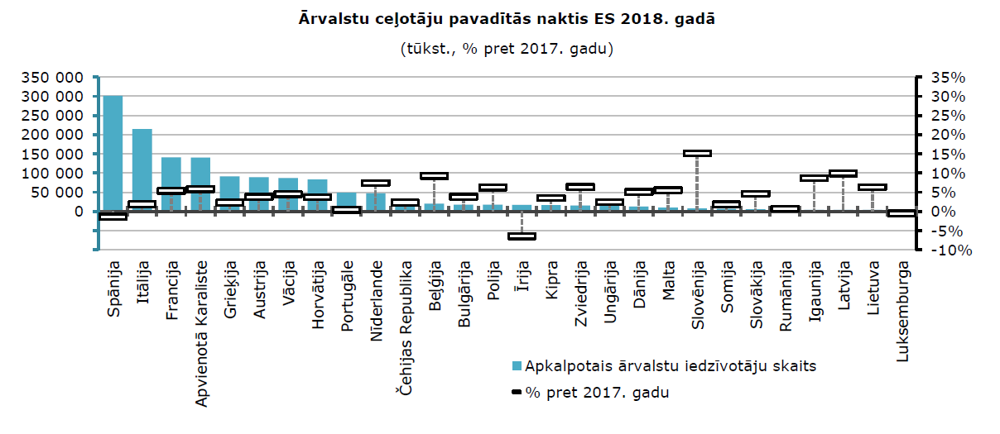 Ārvalstu ceļotāju pavadītās naktis ES 2018. gadā
(tūkst., % pret 2017. gadu)
350 000
300 000
250 000
200 000
150 000
100 000
50 000
0
35%
30%
25%
20%
15%
10%
5%
0%
-5%
-10%
Spānija
Itālija
Francija
Apvienotā Karaliste
Grieķija
Austrija
Vācija
Horvātija
Portugāle
Nīderlande
Čehijas Republika
Beļģija
Bulgārija
Polija
Īrija
Kipra
Zviedrija
Ungārija
Dānija
Malta
Slovēnija
Somija
Slovākija
Rumānija
Igaunija
Latvija
Lietuva
Luksemburga
Apkalpotais ārvalstu iedzīvotāju skaits
% pret 2017. gadu